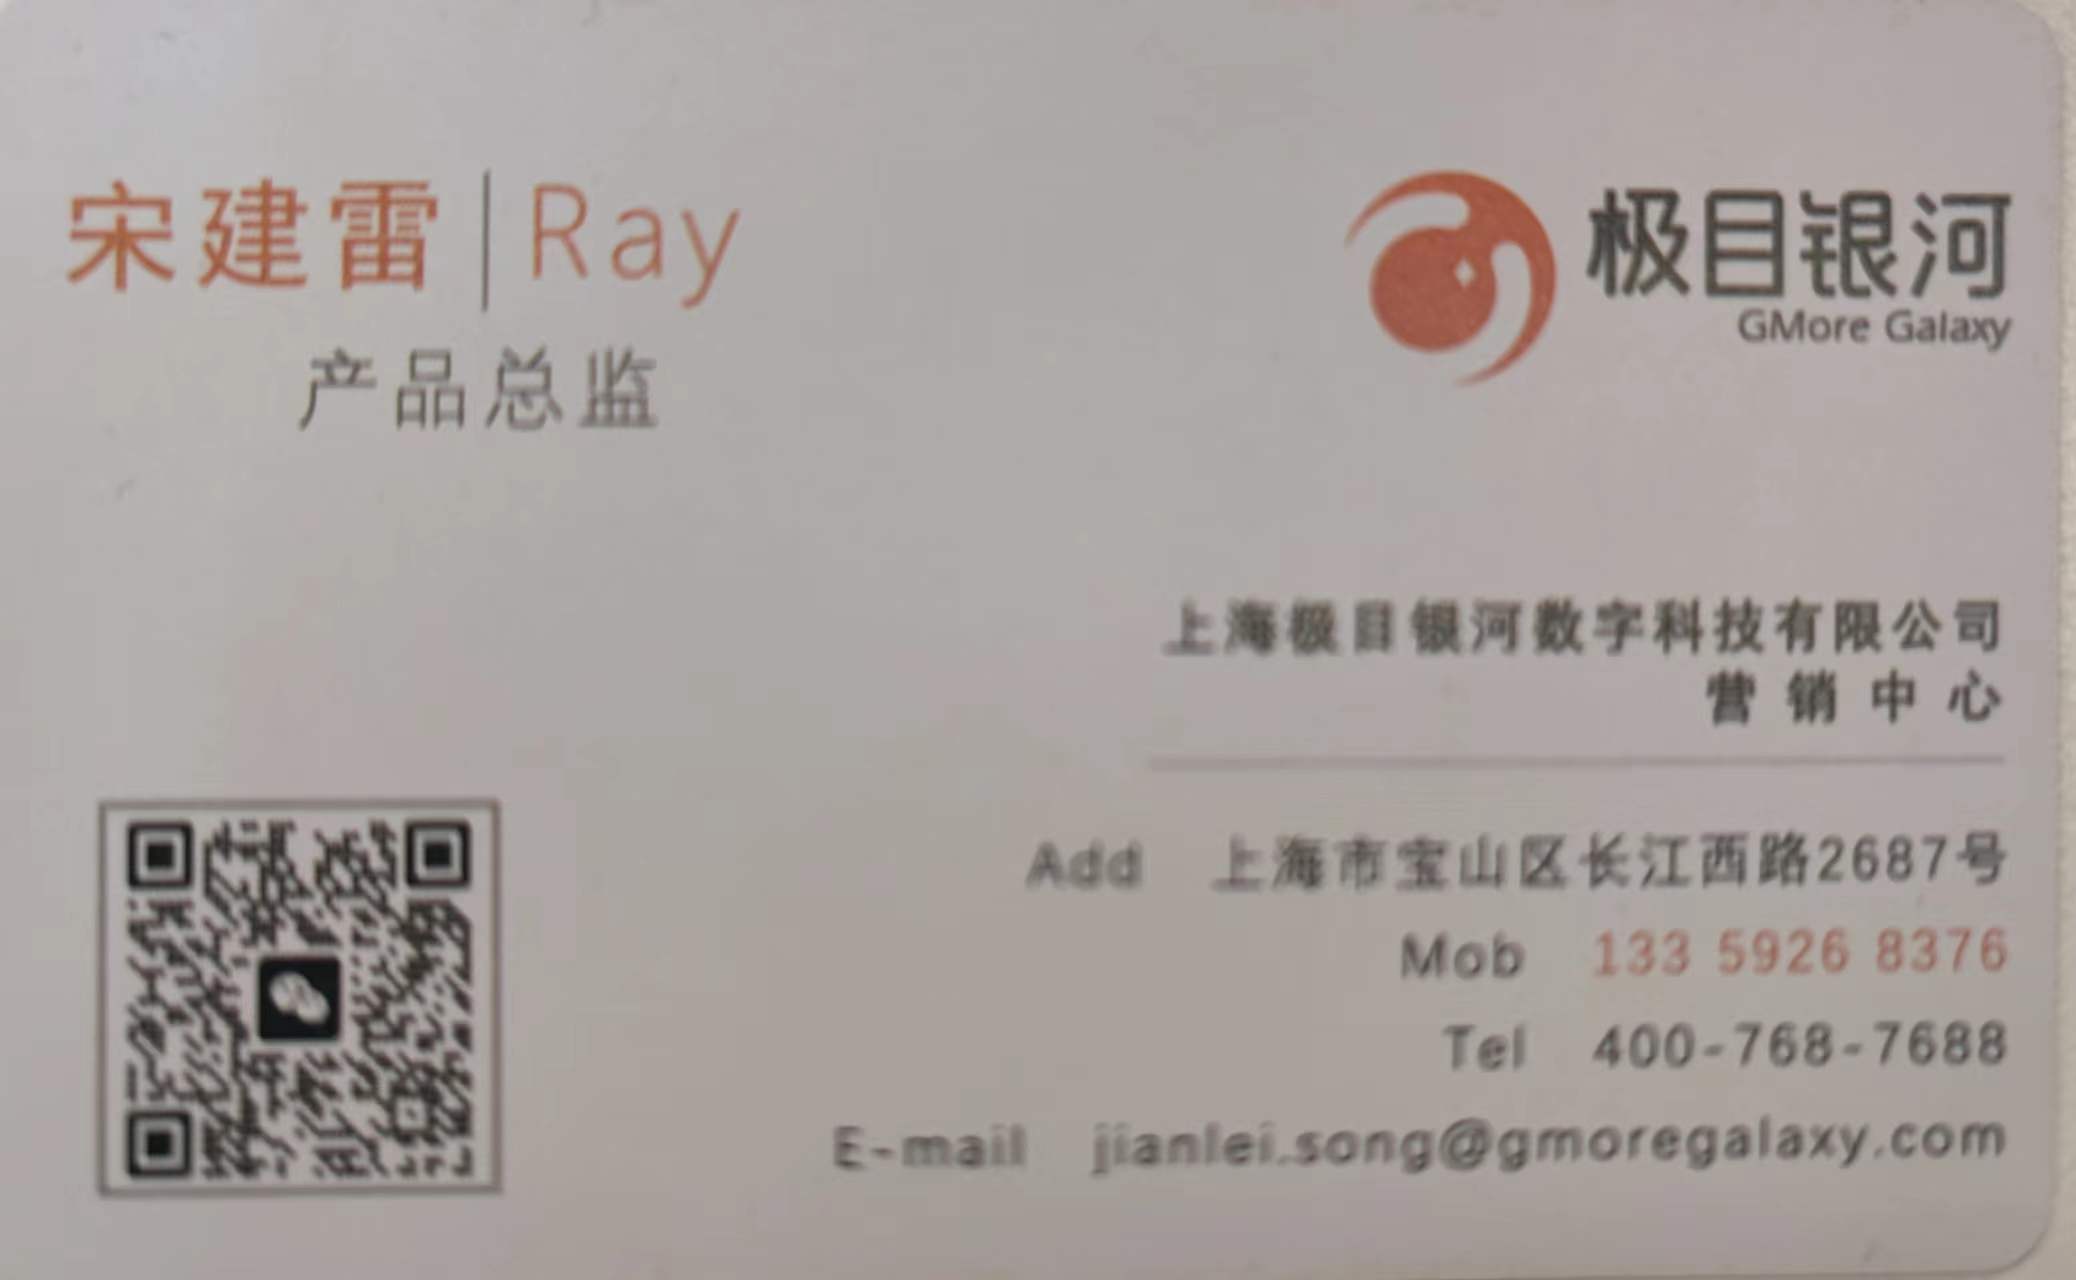 宋建雷 | Ray
产品总监
极目银河
GMore Galaxy
上海极目银河数字科技有限公司
营销中心
Add 上海市宝山区长江西路2687号
Mob 133 5926 8376
Tel 400-768-7688
E-mail jianlei.song@gmoregalaxy.com